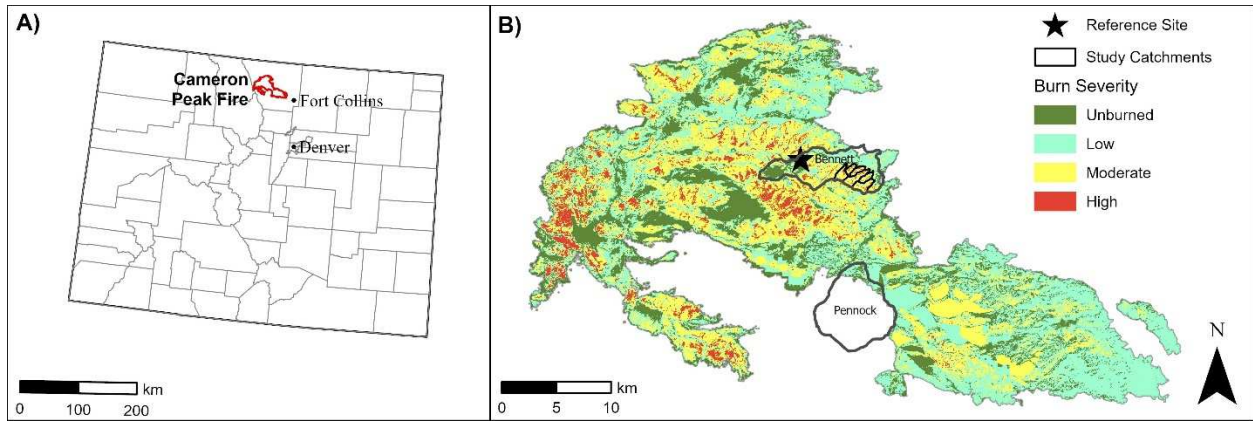 A)
Cameron
Peak Fire
Fort Collins
Denver
km
0 100 200
B)
Reference Site
Study Catchments
Burn Severity
Unburned
Low
Moderate
High
Bennett
Pennock
N
km
0 5 10